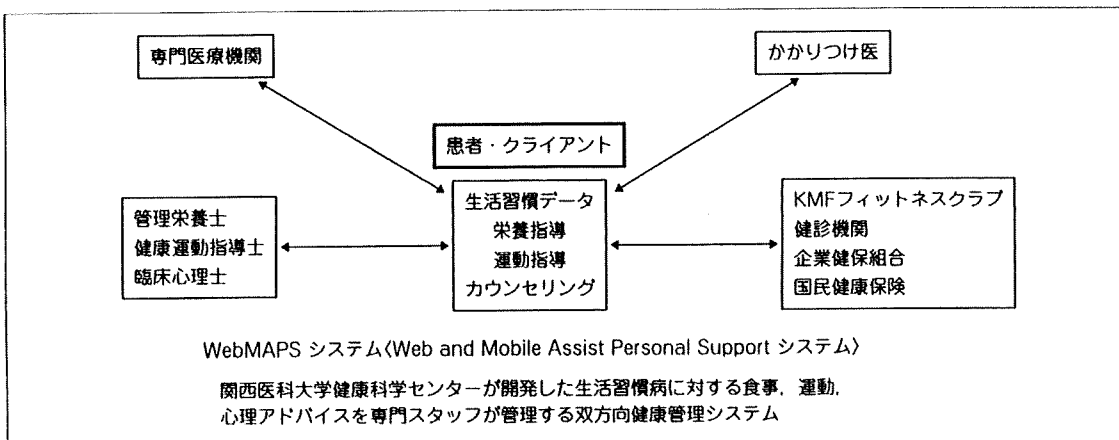 専門医療機関
かかりつけ医
患者・クライアント
管理栄養士
健康運動指導士
臨床心理士
生活習慣データ
栄養指導
運動指導
カウンセリング
KMFフィットネスクラブ
健診機関
企業健保組合
国民健康保険
WebMAPS システム〈Web and Mobile Assist Personal Support システム〉
関西医科大学健康科学センターが開発した生活習慣病に対する食事，運動，
心理アドバイスを専門スタッフが管理する双方向健康管理システム